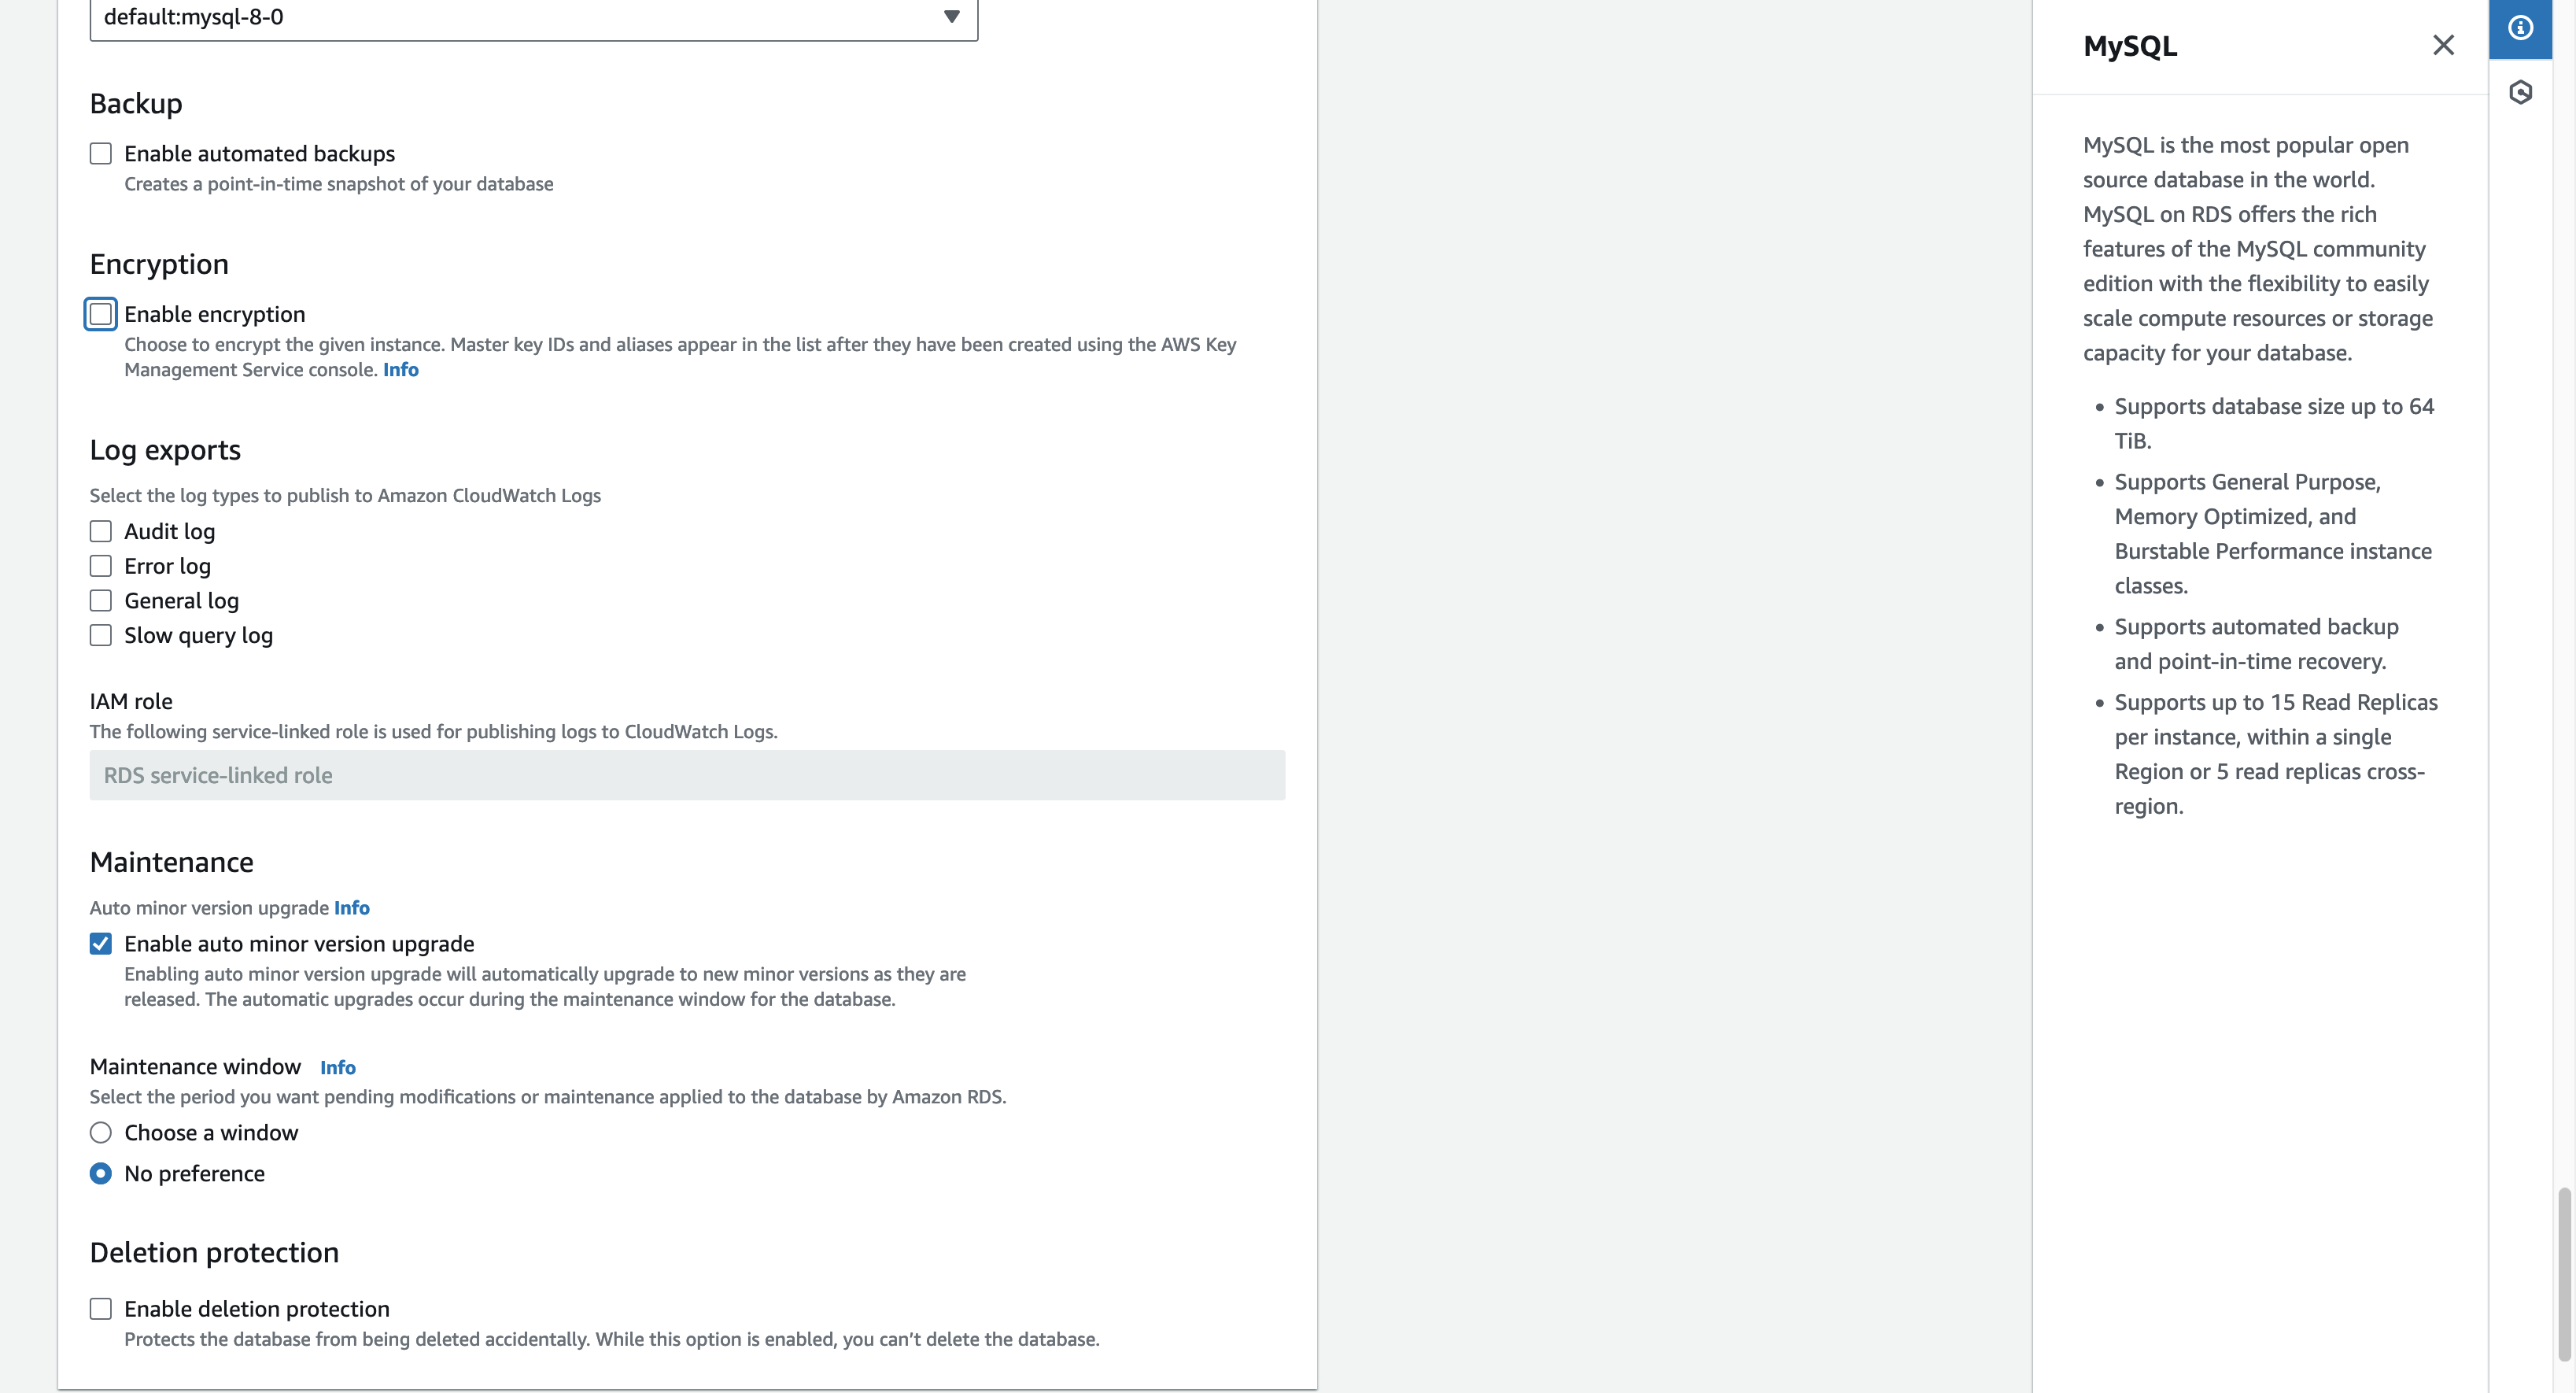 default:mysql-8-0
Backup
Enable automated backups
Creates a point-in-time snapshot of your database
Encryption
Enable encryption
Choose to encrypt the given instance. Master key IDs and aliases appear in the list after they have been created using the AWS Key
Management Service console. Info
Log exports
Select the log types to publish to Amazon CloudWatch Logs
Audit log
Error log
General log
Slow query log
IAM role
The following service-linked role is used for publishing logs to CloudWatch Logs.
RDS service-linked role
Maintenance
Auto minor version upgrade Info
Enable auto minor version upgrade
Enabling auto minor version upgrade will automatically upgrade to new minor versions as they are
released. The automatic upgrades occur during the maintenance window for the database.
Maintenance window Info
Select the period you want pending modifications or maintenance applied to the database by Amazon RDS.
Choose a window
No preference
Deletion protection
Enable deletion protection
Protects the database from being deleted accidentally. While this option is enabled, you can't delete the database.
MySQL
MySQL is the most popular open
source database in the world.
MySQL on RDS offers the rich
features of the MySQL community
edition with the flexibility to easily
scale compute resources or storage
capacity for your database.
• Supports database size up to 64
TiB.
• Supports General Purpose,
Memory Optimized, and
Burstable Performance instance
classes.
• Supports automated backup
and point-in-time recovery.
• Supports up to 15 Read Replicas
per instance, within a single
Region or 5 read replicas cross-
region.